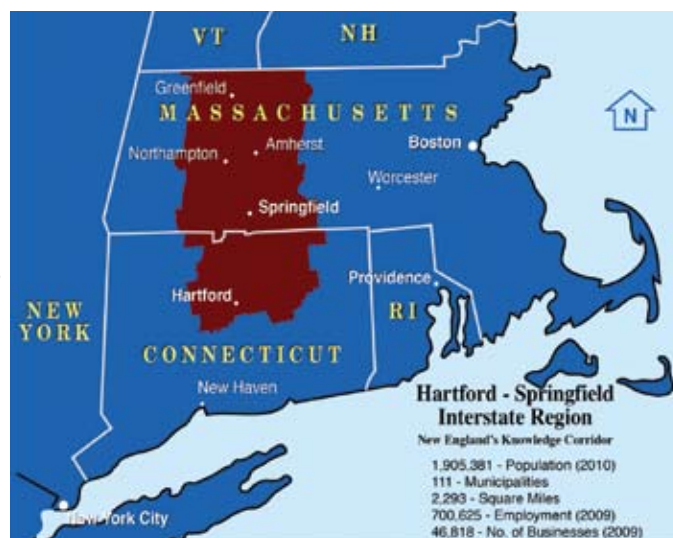 VT
NH
Greenfield
MASSACHUSETTS
N
Northampton
Amherst
Boston
Worcester
Springfield
Hartford
Providence
NEW
YORK
RI
CONNECTICUT
New Haven
Hartford - Springfield
Interstate Region
New England's Knowledge Corridor
1,905,381 - Population (2010)
111 - Municipalities
2,293 - Square Miles
700,625 - Employment (2009)
46,818 - No. of Businesses (2009)
New York City